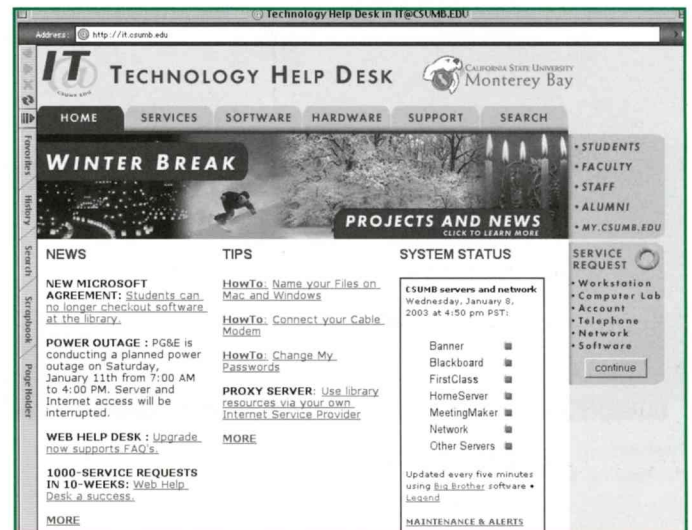 Technology Help Desk in IT@CSUMB.EDU
Address: http://it.csumb.edu
IT
CSUMB.EDU
TECHNOLOGY HELP DESK
CALIFORNIA STATE UNIVERSITY
Monterey Bay
HOME SERVICES SOFTWARE HARDWARE SUPPORT SEARCH
Favorites
History
Search
Scrapbook
Page Holder
WINTER BREAK
PROJECTS AND NEWS
CLICK TO LEARN MORE
• STUDENTS
• FACULTY
• STAFF
• ALUMNI
• MY.CSUMB.EDU
NEWS
NEW MICROSOFT
AGREEMENT: Students can
no longer checkout software
at the library.
POWER OUTAGE : PG&E is
conducting a planned power
outage on Saturday,
January 11th from 7:00 AM
to 4:00 PM. Server and
Internet access will be
interrupted.
WEB HELP DESK : Upgrade
now supports FAQ's.
1000-SERVICE REQUESTS
IN 10-WEEKS: Web Help
Desk a success.
MORE
TIPS
HowTo: Name your Files on
Mac and Windows
HowTo: Connect your Cable
Modem
HowTo: Change My
Passwords
PROXY SERVER: Use library
resources via your own
Internet Service Provider
MORE
SYSTEM STATUS
CSUMB servers and network
Wednesday, January 8,
2003 at 4:50 pm PST:
Banner
Blackboard
FirstClass
HomeServer
MeetingMaker
Network
Other Servers
Updated every five minutes
using Big Brother software •
Legend
MAINTENANCE & ALERTS
SERVICE
REQUEST
• Workstation
• Computer Lab
• Account
• Telephone
• Network
• Software
continue